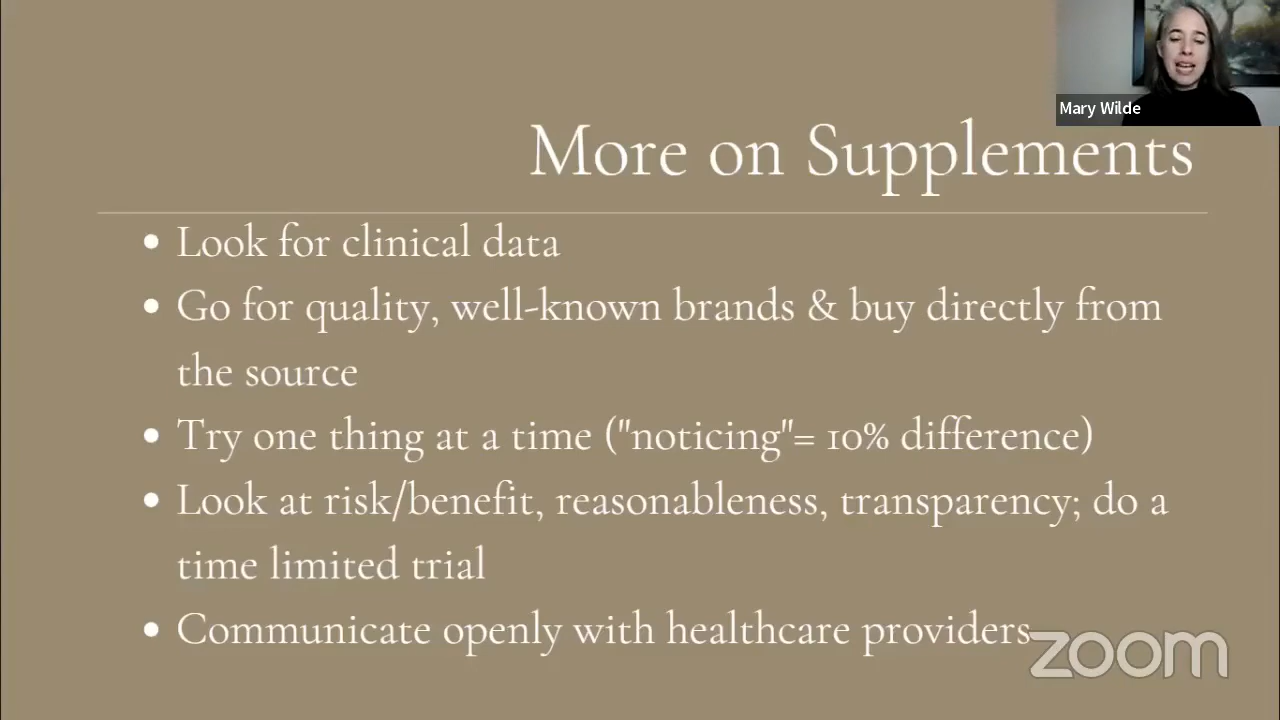 Mary Wilde
More on Supplements
• Look for clinical data
• Go for quality, well-known brands & buy directly from
the source
• Try one thing at a time ("noticing"= 10% difference)
• Look at risk/benefit, reasonableness, transparency; do a
time limited trial
• Communicate openly with healthcare providers
zoom